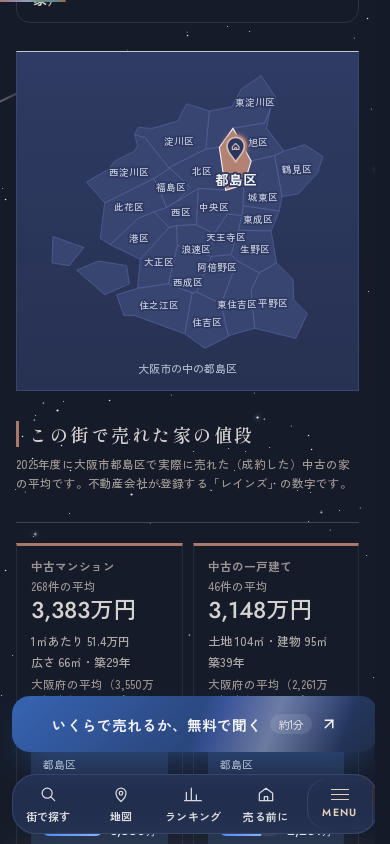 東淀川区
淀川区
旭区
西淀川区
北区
鶴見区
都島区
福島区
城東区
此花区
西区
中央区
東成区
港区
天王寺区
浪速区
生野区
大正区
阿倍野区
西成区
住之江区
東住吉区
平野区
住吉区
大阪市の中の都島区
この街で売れた家の値段
2025年度に大阪市都島区で実際に売れた（成約した）中古の家
の平均です。不動産会社が登録する「レインズ」の数字です。
中古マンション
268件の平均
3,383万円
1㎡あたり 51.4万円
広さ 66㎡・築29年
大阪府の平均（3,550万
中古の一戸建て
46件の平均
3,148万円
土地104㎡・建物 95㎡
築39年
大阪府の平均（2,261万
いくらで売れるか、無料で聞く 約1分
都島区
都島区
街で探す
地図
ランキング
売る前に
MENU